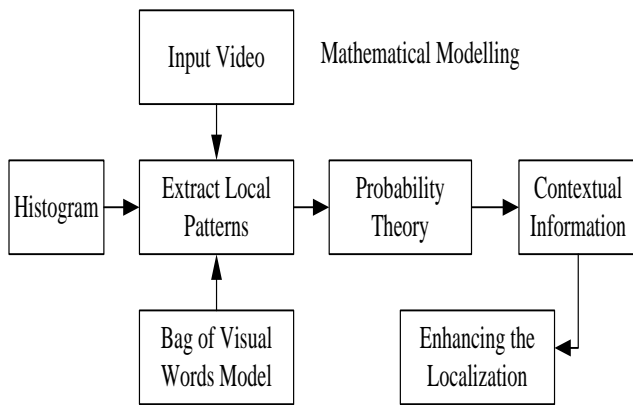 Input Video
Mathematical Modelling
Histogram
Extract Local
Patterns
Probability
Theory
Contextual
Information
Bag of Visual
Words Model
Enhancing the
Localization